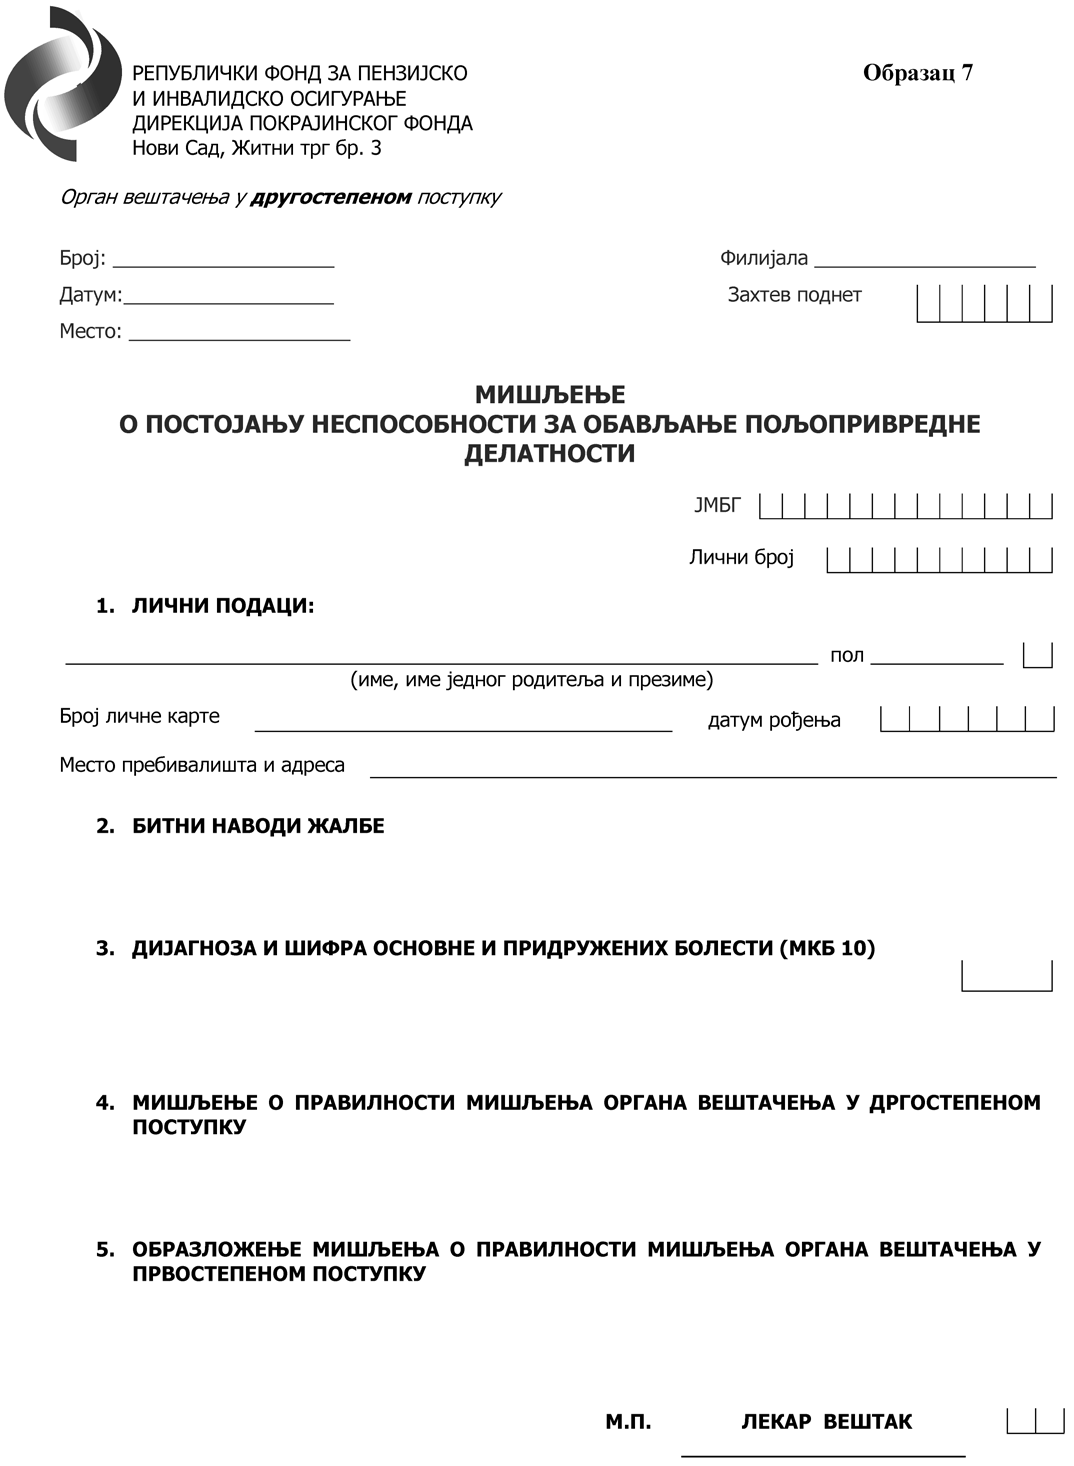 РЕПУБЛИЧКИ ФОНД ЗА ПЕНЗИЈСКО
И ИНВАЛИДСКО ОСИГУРАЊЕ
ДИРЕКЦИЈА ПОКРАЈИНСКОГ ФОНДА
Нови Сад, Житни трг бр. 3
Образац 7
Орган вештачења у другостепеном поступку
Број:
Филијала
Датум:
Захтев поднет
Место:
МИШЉЕЊЕ
О ПОСТОЈАЊУ НЕСПОСОБНОСТИ ЗА ОБАВЉАЊЕ ПОЉОПРИВРЕДНЕ
ДЕЛАТНОСТИ
ЈМБГ
Лични број
1. ЛИЧНИ ПОДАЦИ:
пол
(име, име једног родитеља и презиме)
Број личне карте
датум рођења
Место пребивалишта и адреса
2. БИТНИ НАВОДИ ЖАЛБЕ
3. ДИЈАГНОЗА И ШИФРА ОСНОВНЕ И ПРИДРУЖЕНИХ БОЛЕСТИ (МКБ 10)
4. МИШЉЕЊЕ О ПРАВИЛНОСТИ МИШЉЕЊА ОРГАНА ВЕШТАЧЕЊА У ДРГОСТЕПЕНОМ
ПОСТУПКУ
5. ОБРАЗЛОЖЕЊЕ МИШЉЕЊА О ПРАВИЛНОСТИ МИШЉЕЊА ОРГАНА ВЕШТАЧЕЊА У
ПРВОСТЕПЕНОМ ПОСТУПКУ
М.П.
ЛЕКАР ВЕШТАК